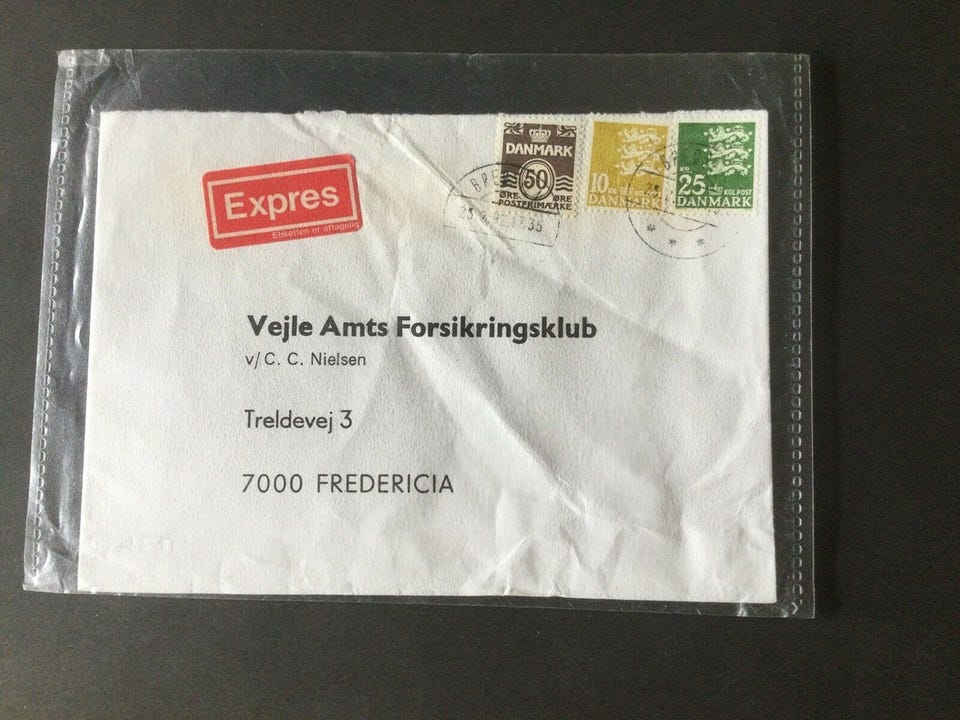 DANMARK
50
ØRE ØRE
POSTFRIMÆRKE
10 KR.
DANMARK
KR.
25 KGL.POST
DANMARK
Expres
Etiketten er aftagelig
Vejle Amts Forsikringsklub
v/ C. C. Nielsen
Treldevej 3
7000 FREDERICIA